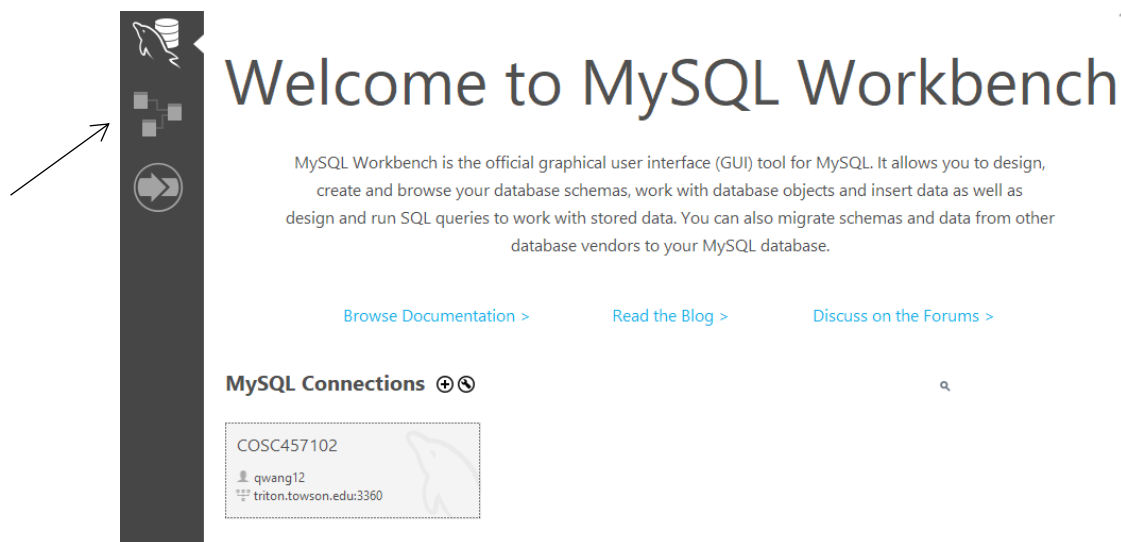 Welcome to MySQL Workbench
MySQL Workbench is the official graphical user interface (GUI) tool for MySQL. It allows you to design,
create and browse your database schemas, work with database objects and insert data as well as
design and run SQL queries to work with stored data. You can also migrate schemas and data from other
database vendors to your MySQL database.
Browse Documentation > Read the Blog > Discuss on the Forums >
MySQL Connections
COSC457102
qwang12
triton.towson.edu:3360